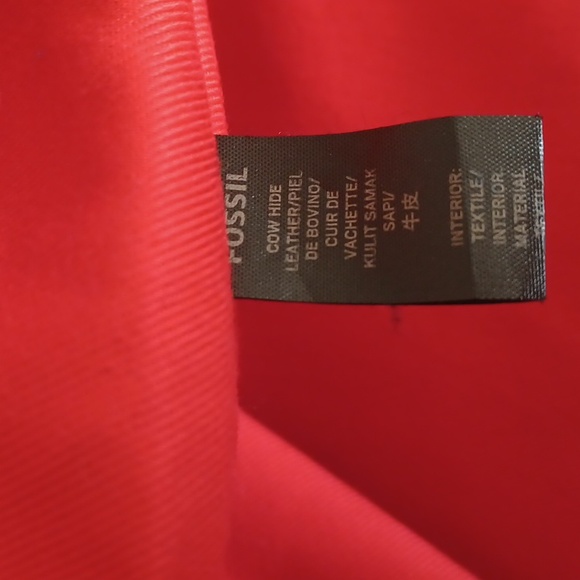 FOSSIL
COW HIDE
LEATHER/PIEL
DE BOVINO/
CUIR DE
VACHETTE/
KULIT SAMAK
SAPI/
牛皮
INTERIOR:
TEXTILE/
INTERIOR.
MATERIAL